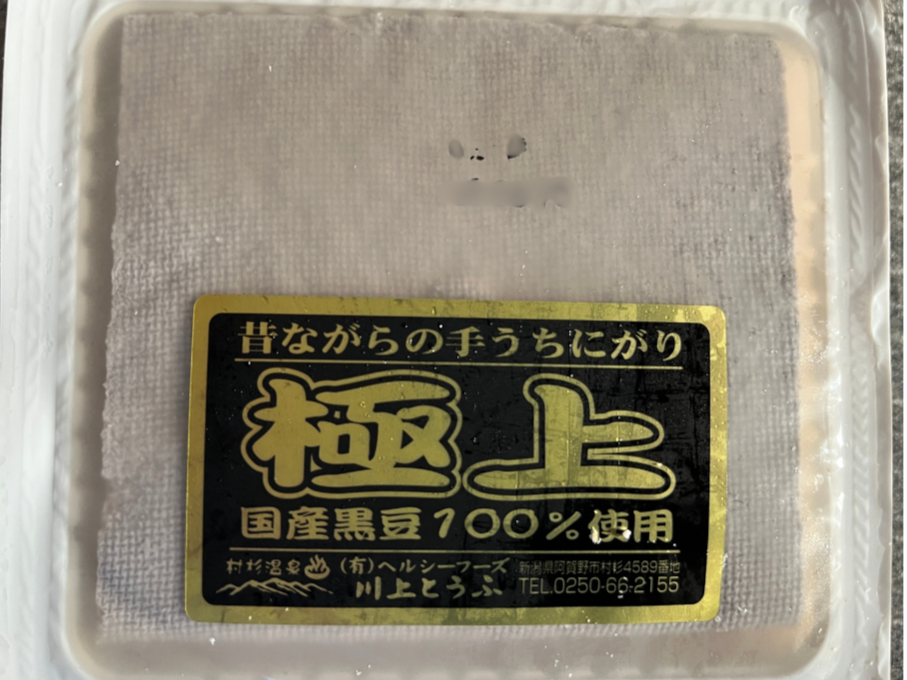 昔ながらの手うちにがり
極上
国産黒豆100%使用
村杉温泉 (有)ヘルシーフーズ 新潟県阿賀野市村杉4589番地
川上とうふ TEL.0250-66-2155